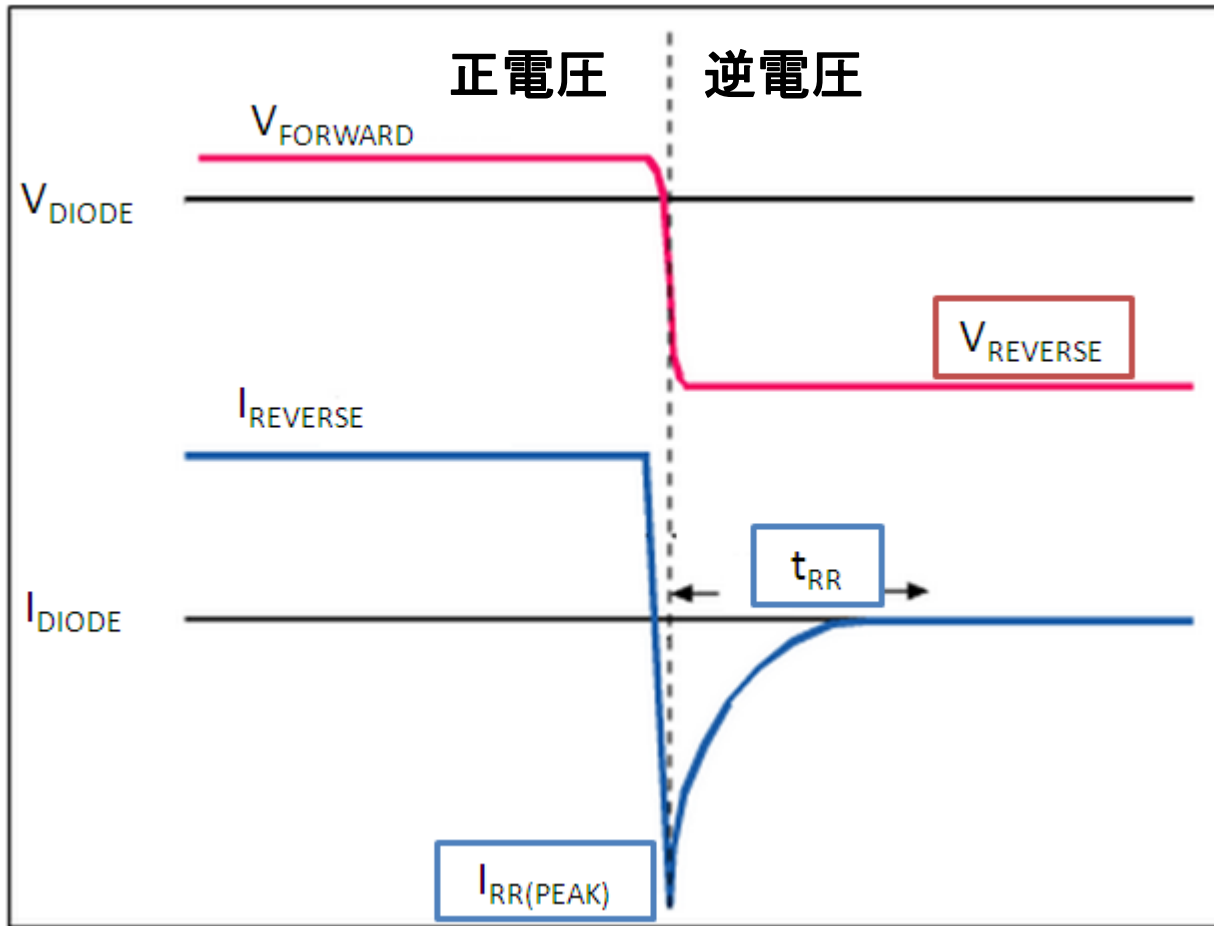 正電圧 逆電圧
VFORWARD
VDIODE
VREVERSE
IREVERSE
tRR
IDIODE
IRR(PEAK)